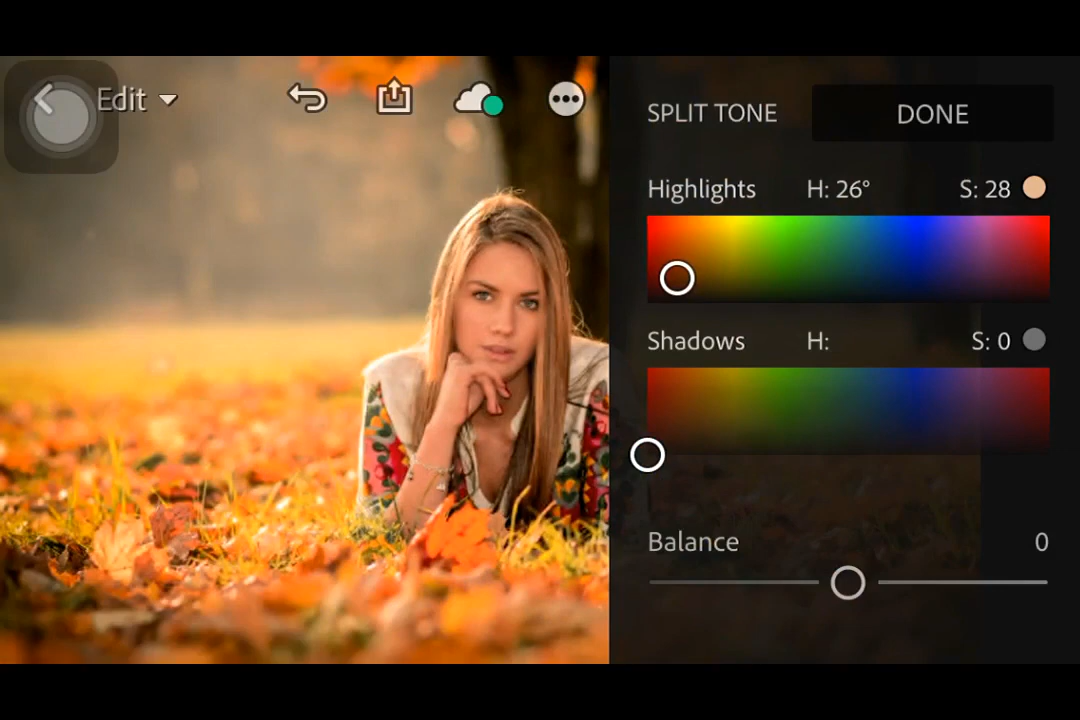 Edit
SPLIT TONE
DONE
Highlights H: 26° S: 28
Shadows H: S: 0
Balance 0